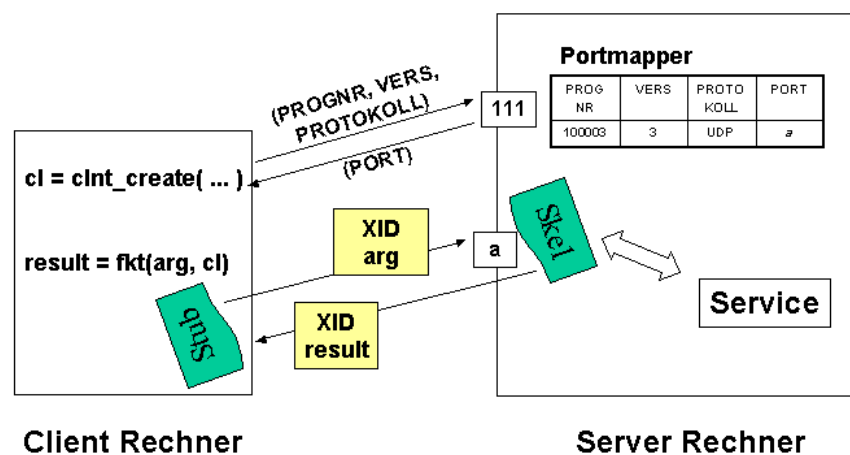 Portmapper
PROG NR
VERS
PROTO KOLL
PORT
100003
3
UDP
a
(PROGNR, VERS,
PROTOKOLL)
111
(PORT)
cl = clnt_create( ... )
XID
arg
a
Skel
result = fkt(arg, cl)
Service
XID
result
Stub
Client Rechner
Server Rechner